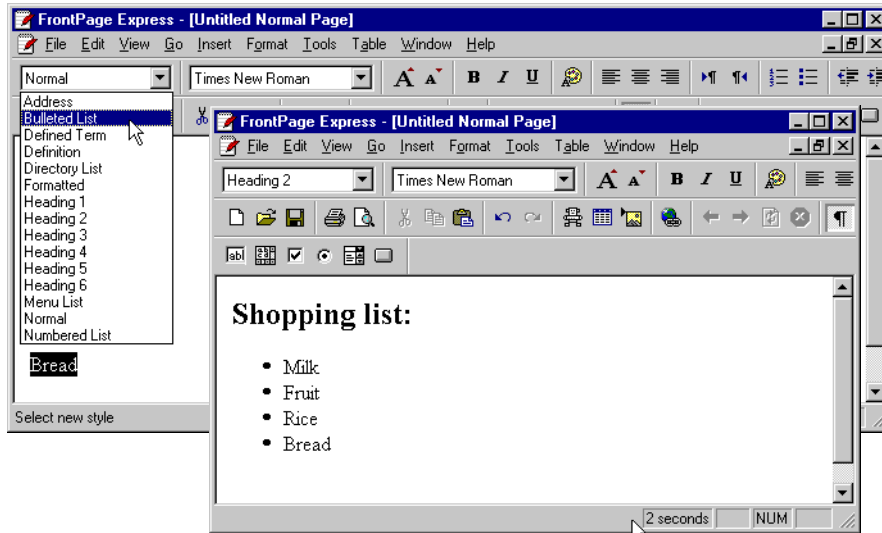 FrontPage Express - [Untitled Normal Page]
File Edit View Go Insert Format Tools Table Window Help
Normal Times New Roman A A B I U
Address
Bulleted List
Defined Term
Definition
Directory List
Formatted
Heading 1
Heading 2
Heading 3
Heading 4
Heading 5
Heading 6
Menu List
Normal
Numbered List
Bread
Select new style
FrontPage Express - [Untitled Normal Page]
File Edit View Go Insert Format Tools Table Window Help
Heading 2 Times New Roman A A B I U
abl
Shopping list:
• Milk
• Fruit
• Rice
• Bread
2 seconds NUM